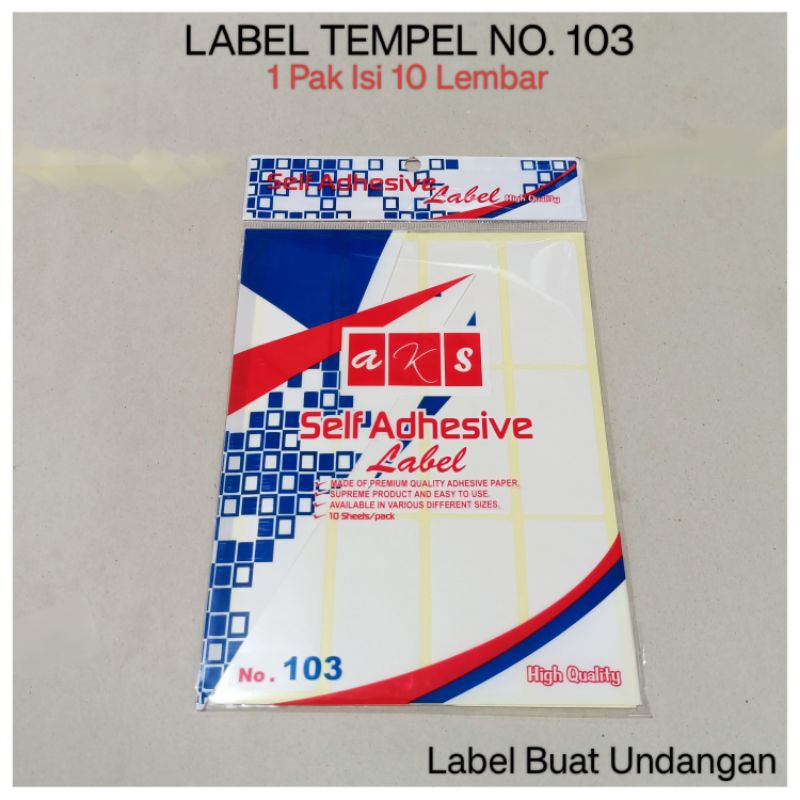 LABEL TEMPEL NO. 103
1 Pak Isi 10 Lembar
Self Adhesive
Label High Quality
aKs
Self Adhesive
Label
MADE OF PREMIUM QUALITY ADHESIVE PAPER.
SUPREME PRODUCT AND EASY TO USE.
AVAILABLE IN VARIOUS DIFFERENT SIZES.
10 Sheets/pack
No. 103
High Quality
Label Buat Undangan